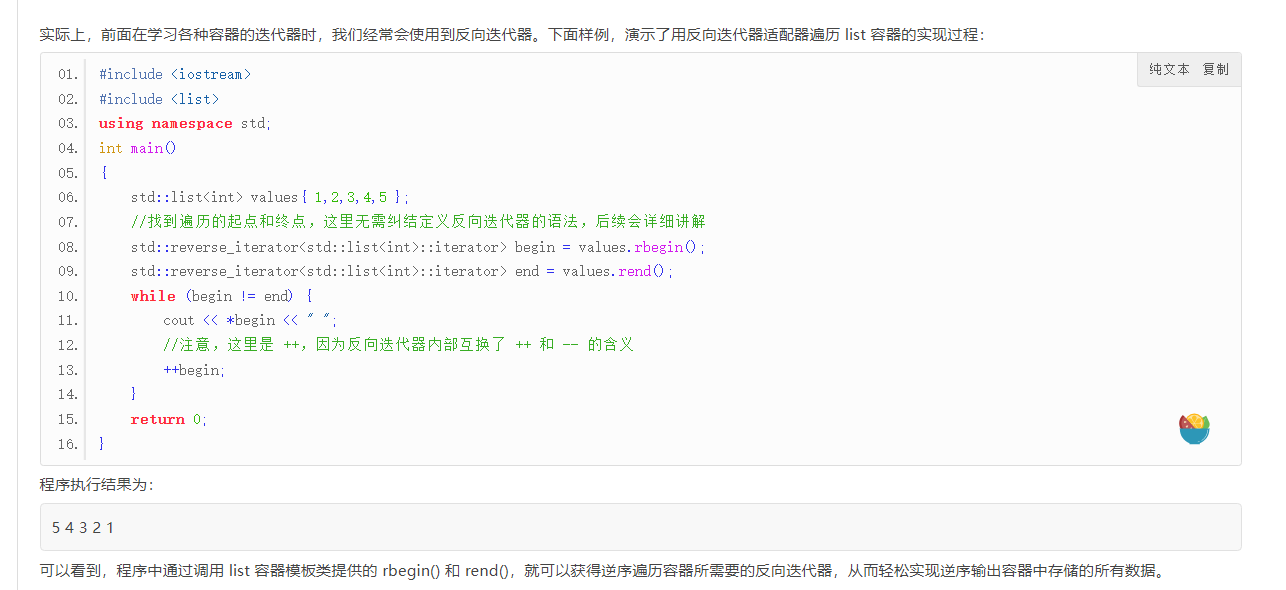 实际上，前面在学习各种容器的迭代器时，我们经常会使用到反向迭代器。下面样例，演示了用反向迭代器适配器遍历 list 容器的实现过程：
纯文本 复制
01. #include <iostream>
02. #include <list>
03. using namespace std;
04. int main()
05. {
06.     std::list<int> values{ 1,2,3,4,5 };
07.     //找到遍历的起点和终点，这里无需纠结定义反向迭代器的语法，后续会详细讲解
08.     std::reverse_iterator<std::list<int>::iterator> begin = values.rbegin();
09.     std::reverse_iterator<std::list<int>::iterator> end = values.rend();
10.     while (begin != end) {
11.         cout << *begin << " ";
12.         //注意，这里是 ++，因为反向迭代器内部互换了 ++ 和 -- 的含义
13.         ++begin;
14.     }
15.     return 0;
16. }
程序执行结果为：
5 4 3 2 1
可以看到，程序中通过调用 list 容器模板类提供的 rbegin() 和 rend()，就可以获得逆序遍历容器所需要的反向迭代器，从而轻松实现逆序输出容器中存储的所有数据。